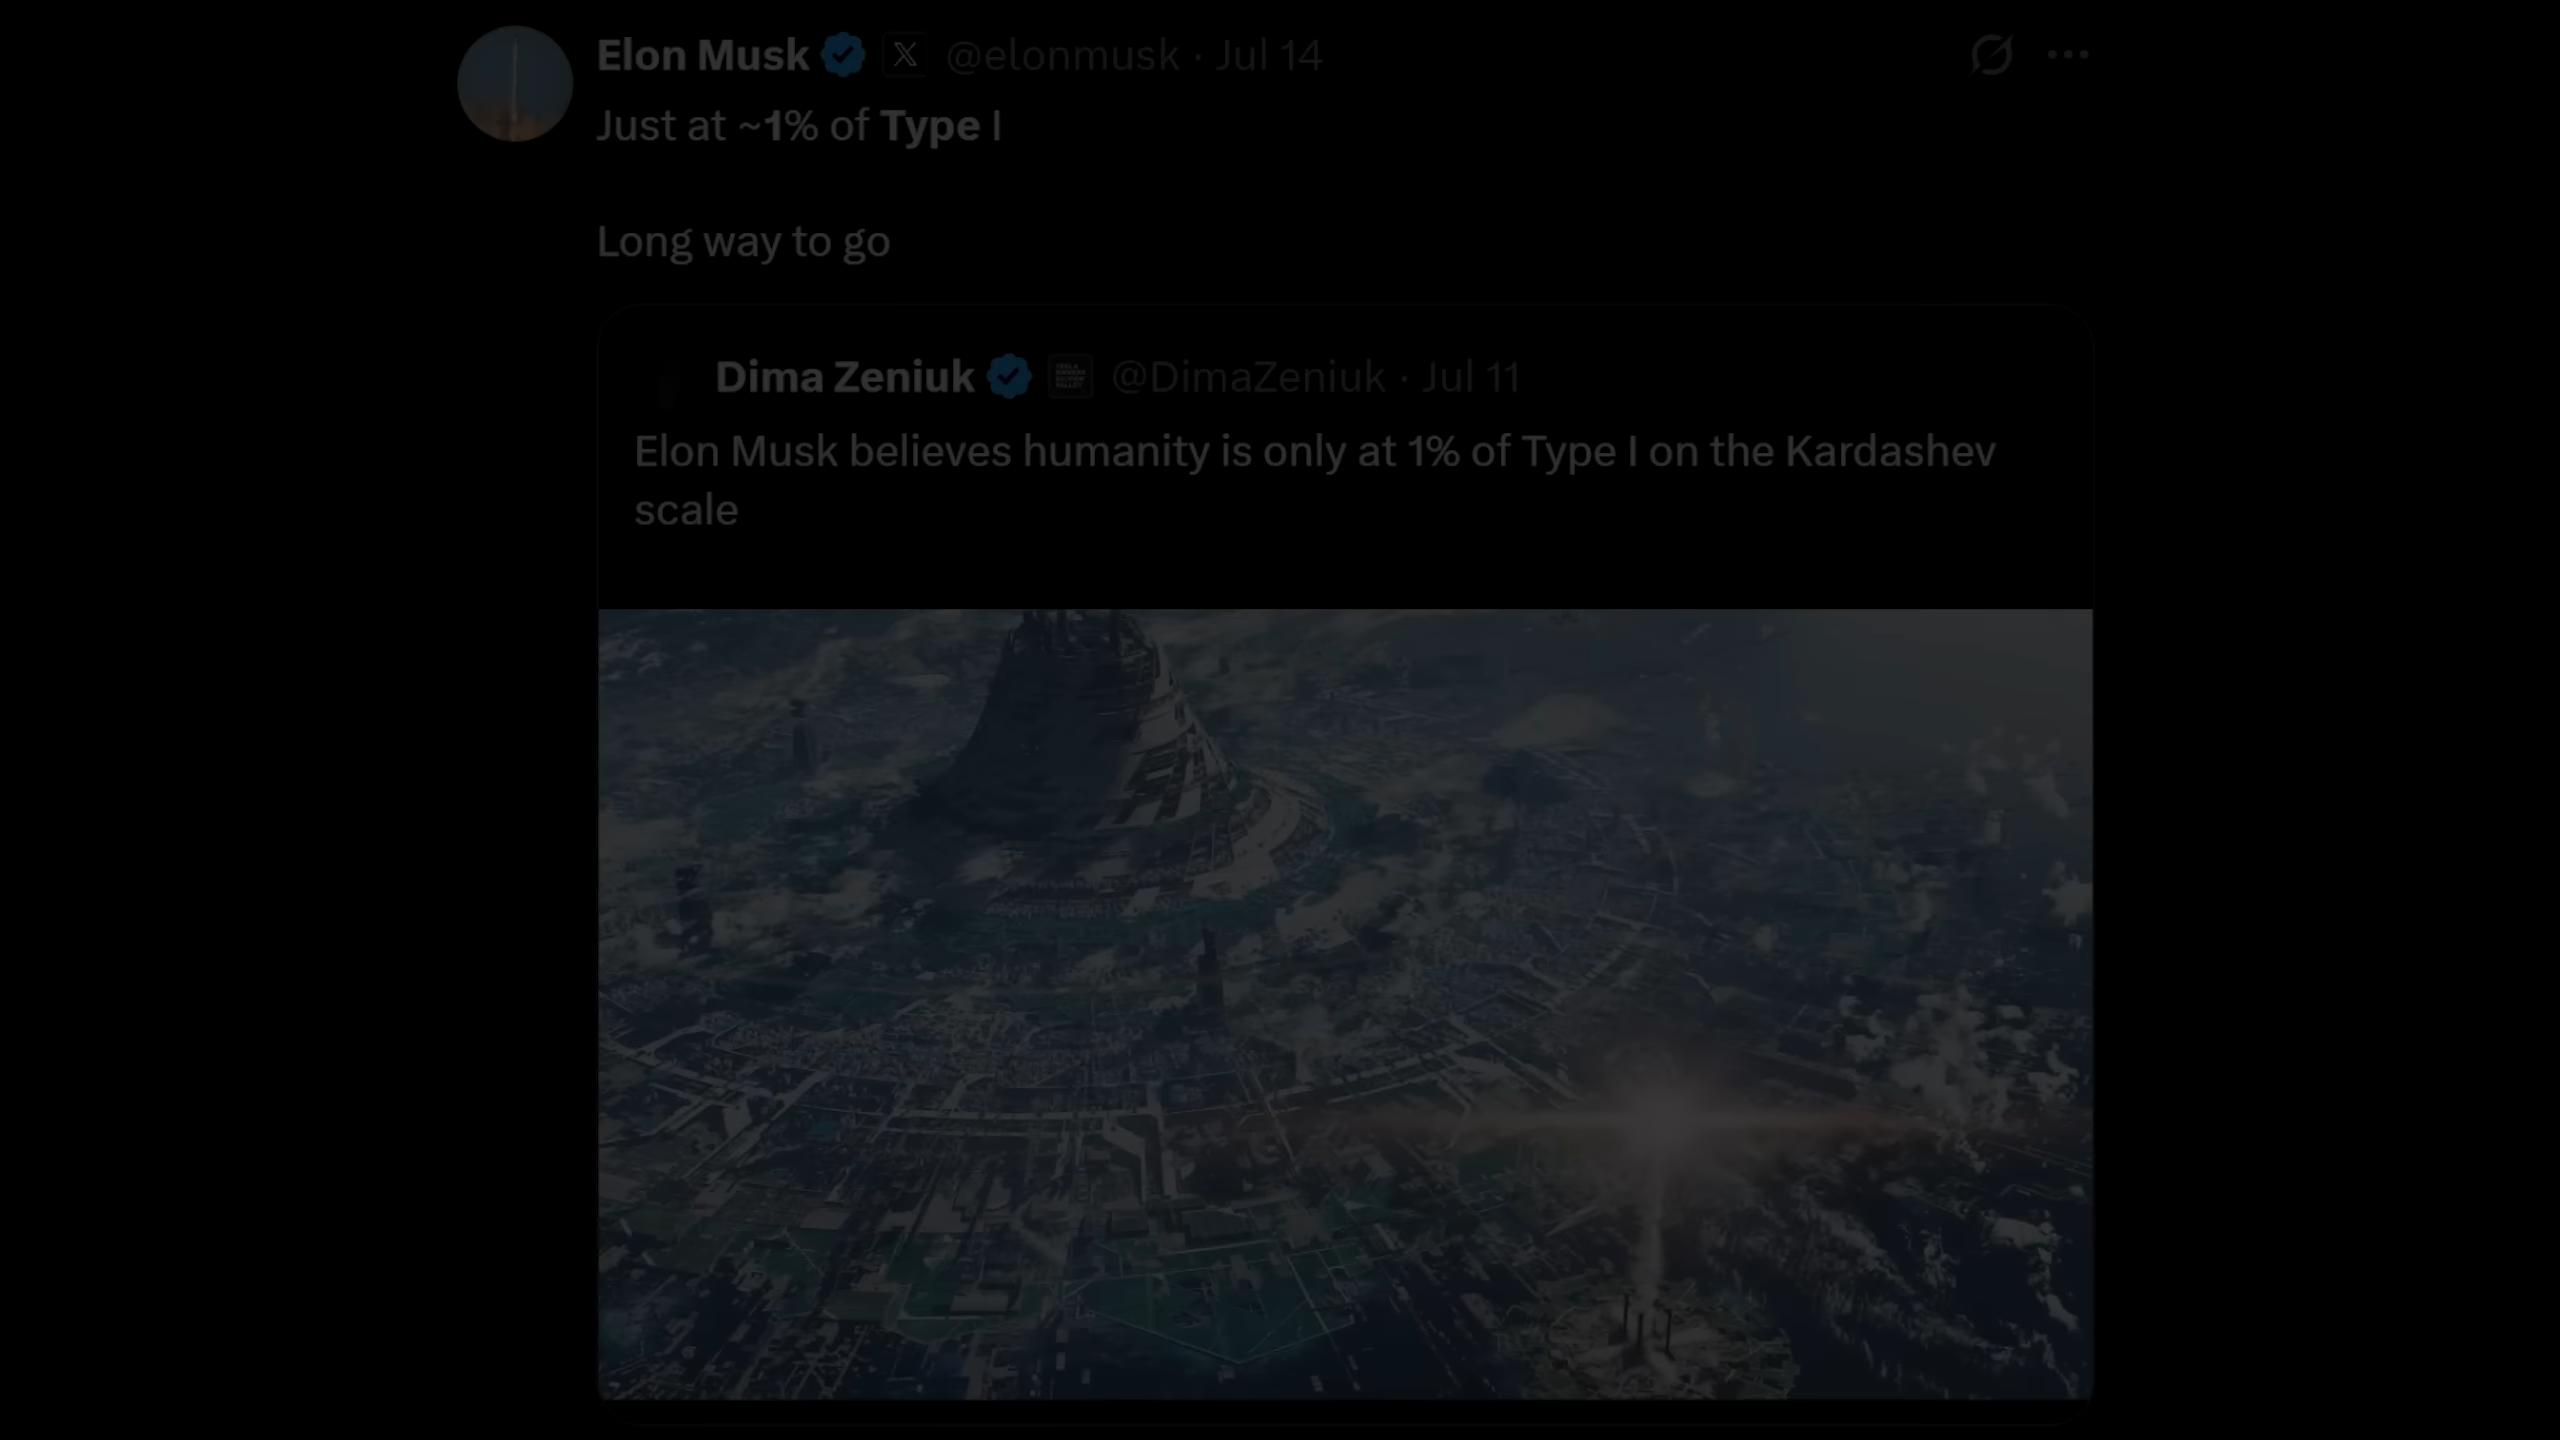 Elon Musk @elonmusk · Jul 14
Just at ~1% of Type I
Long way to go
Dima Zeniuk @DimaZeniuk · Jul 11
Elon Musk believes humanity is only at 1% of Type I on the Kardashev
scale